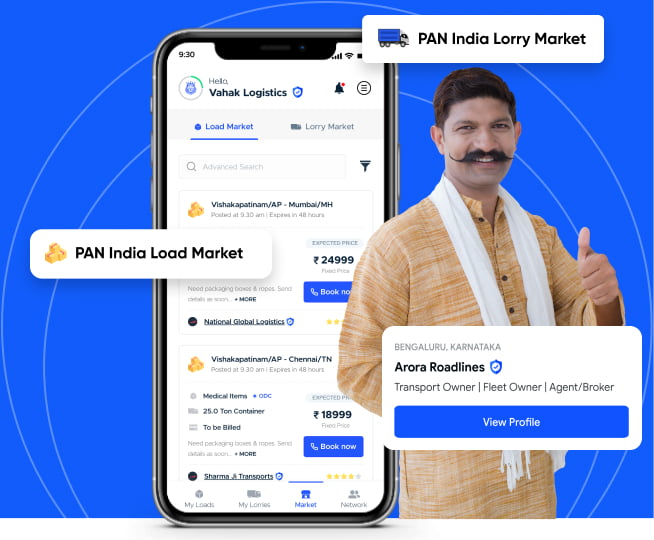 PAN India Lorry Market
9:30
Hello,
Vahak Logistics
Load Market
Lorry Market
Advanced Search
Vishakapatinam/AP - Mumbai/MH
Posted at 9.30 am | Expires in 48 hours
PAN India Load Market
EXPECTED PRICE
₹ 24999
Fixed Price
Need packaging boxes & ropes. Send
details as soon... + MORE
Book now
National Global Logistics
Vishakapatinam/AP - Chennai/TN
Posted at 9.30 am | Expires in 48 hours
Medical Items • ODC
25.0 Ton Container
To be Billed
₹ 18999
Fixed Price
Need packaging boxes & ropes. Send
details as soon... + MORE
Book now
Sharma Ji Transports
My Loads
My Lorries
Market
Network
BENGALURU, KARNATAKA
Arora Roadlines
Transport Owner | Fleet Owner | Agent/Broker
View Profile